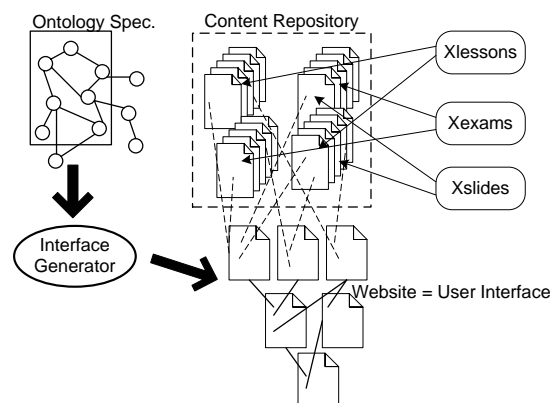 Ontology Spec.
Content Repository
Xlessons
Xexams
Xslides
Interface
Generator
Website = User Interface